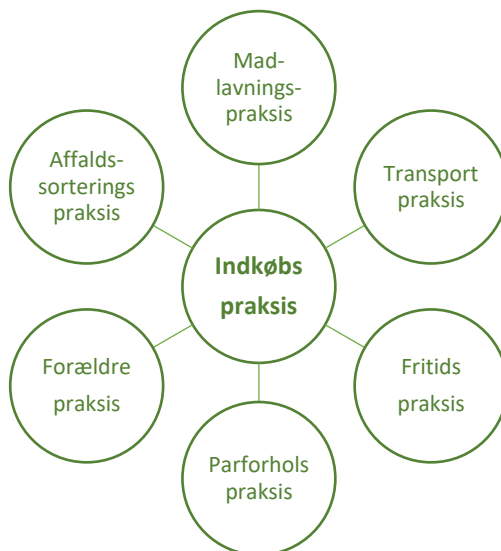 Mad-
lavnings-
praksis
Affalds-
sorterings
praksis
Transport
praksis
Indkøbs
praksis
Forældre
praksis
Fritids
praksis
Parforhols
praksis